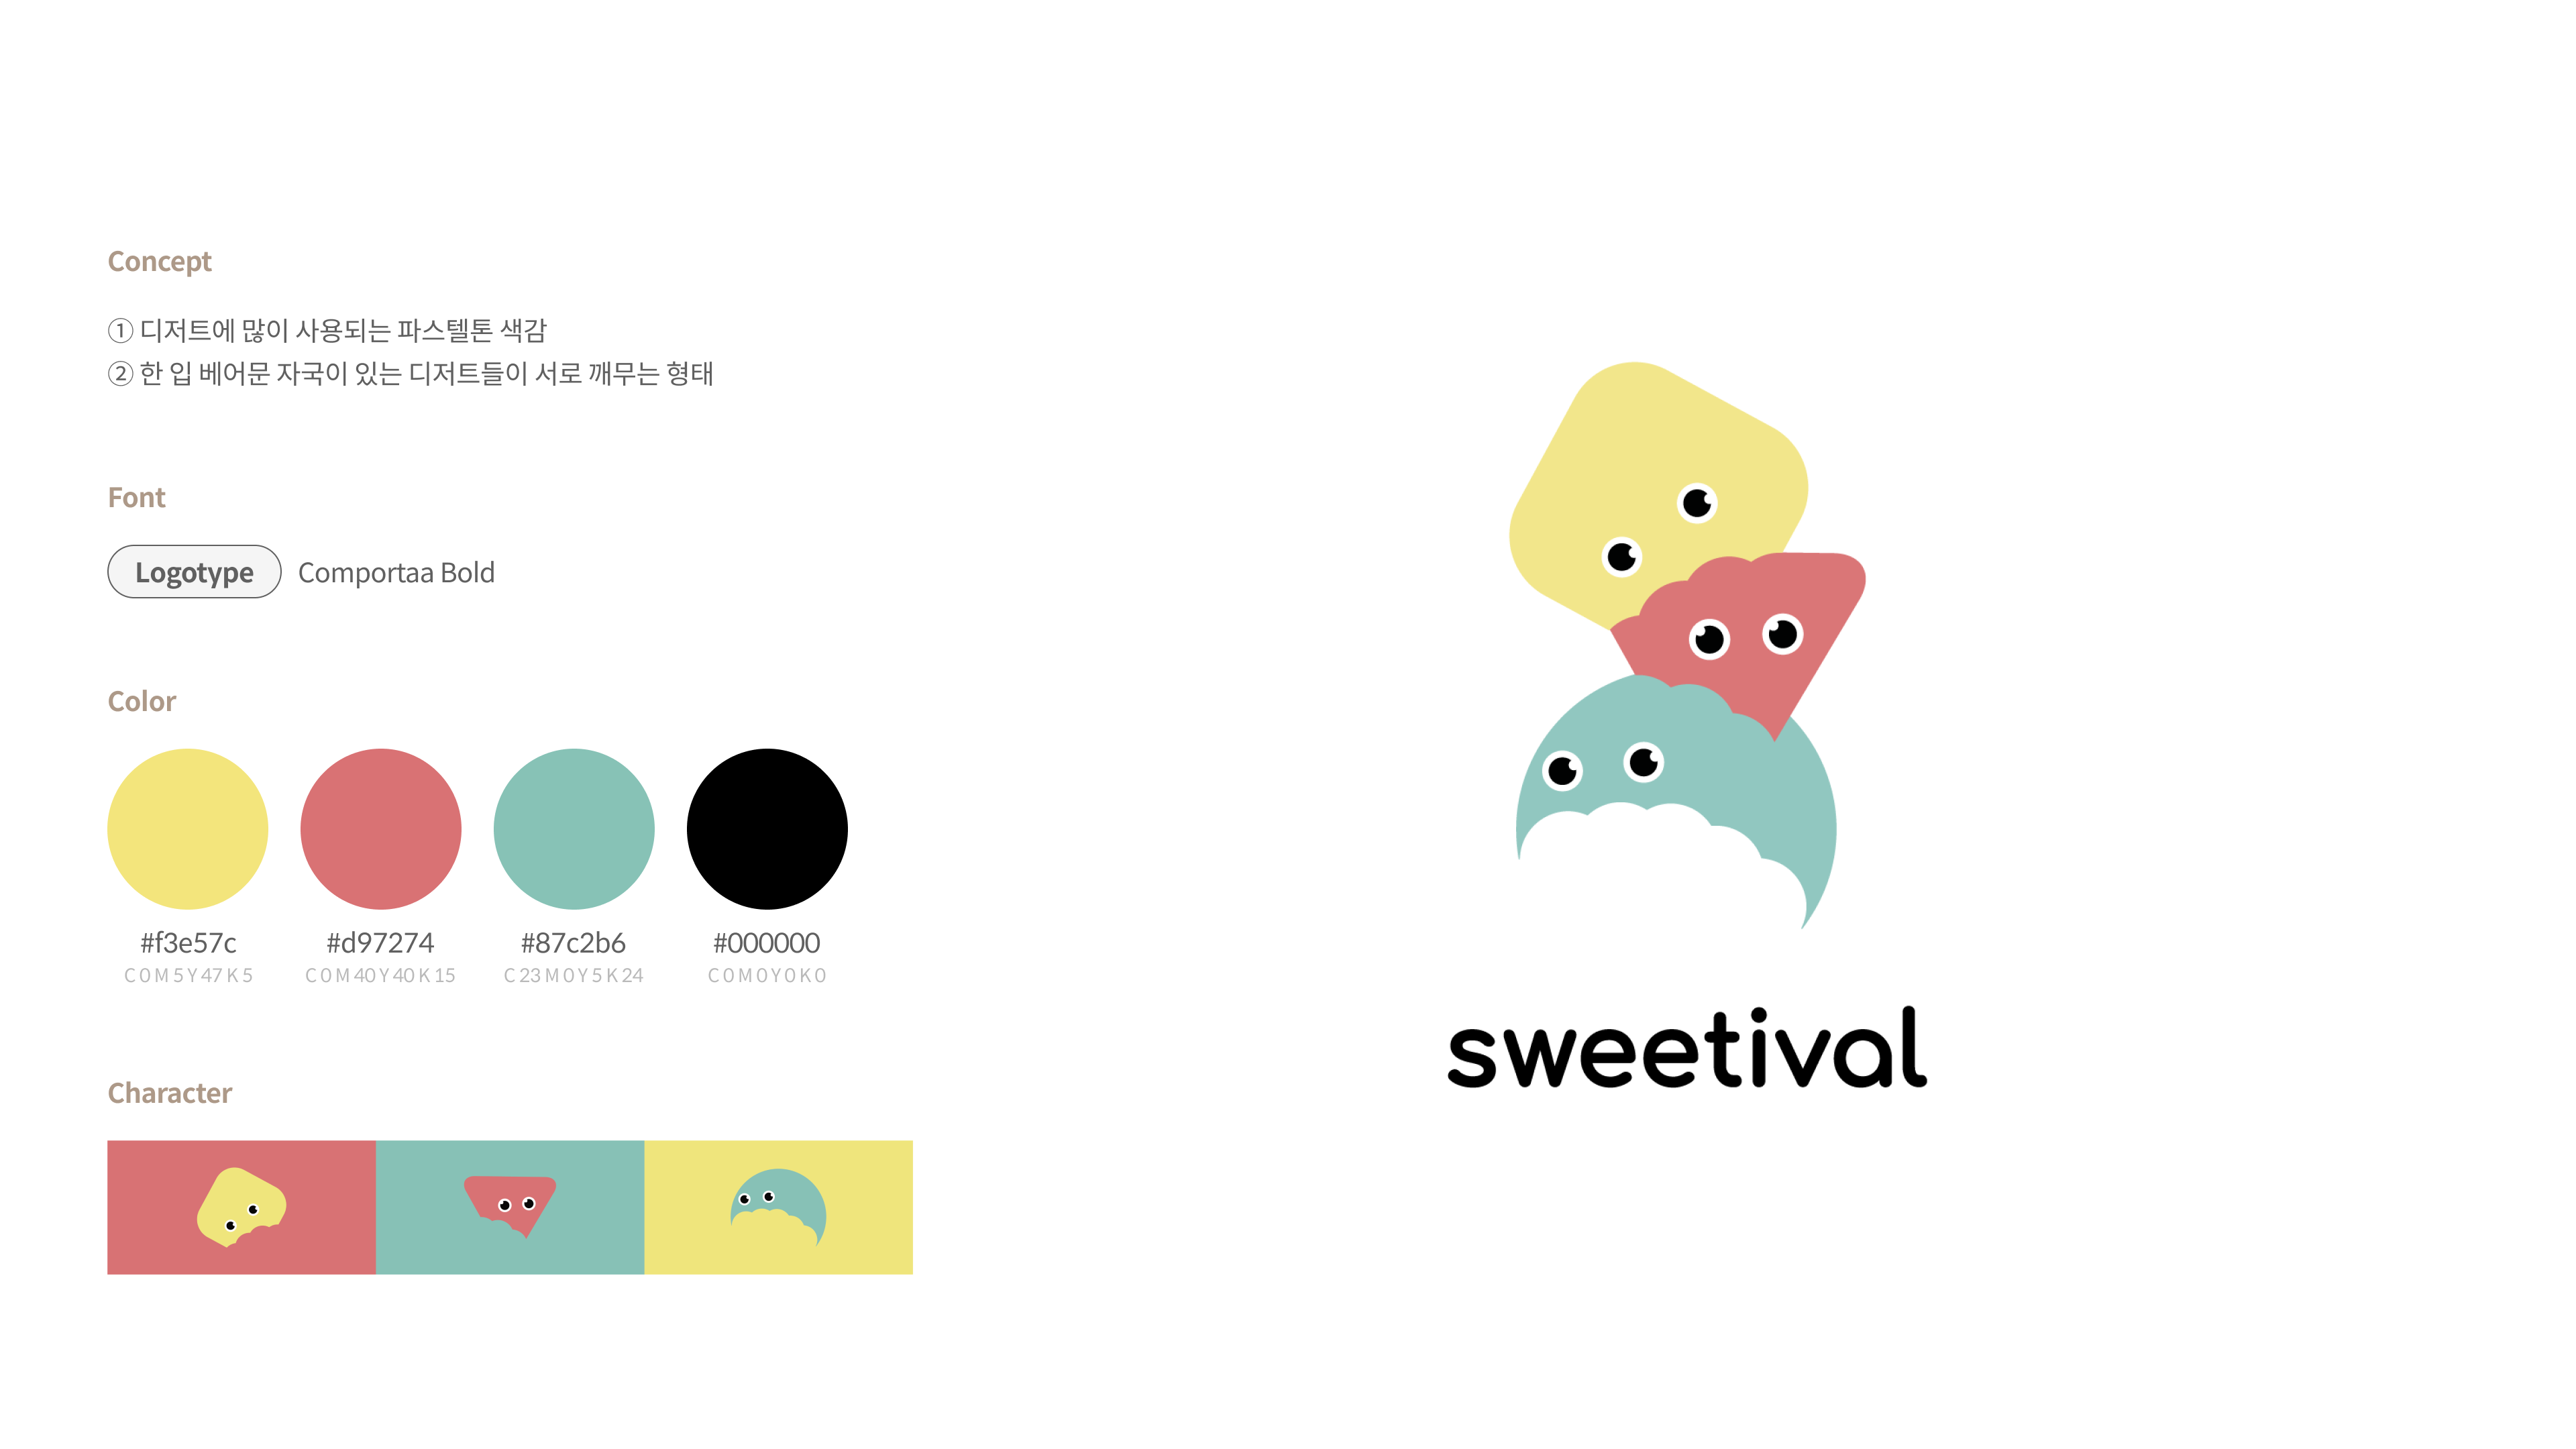 Concept
① 디저트에 많이 사용되는 파스텔톤 색감
② 한 입 베어문 자국이 있는 디저트들이 서로 깨무는 형태
Font
Logotype Comportaa Bold
Color
#f3e57c #d97274 #87c2b6 #000000
C 0 M 5 Y 47 K 5 C 0 M 40 Y 40 K 15 C 23 M 0 Y 5 K 24 C 0 M 0 Y 0 K 0
Character
sweetival